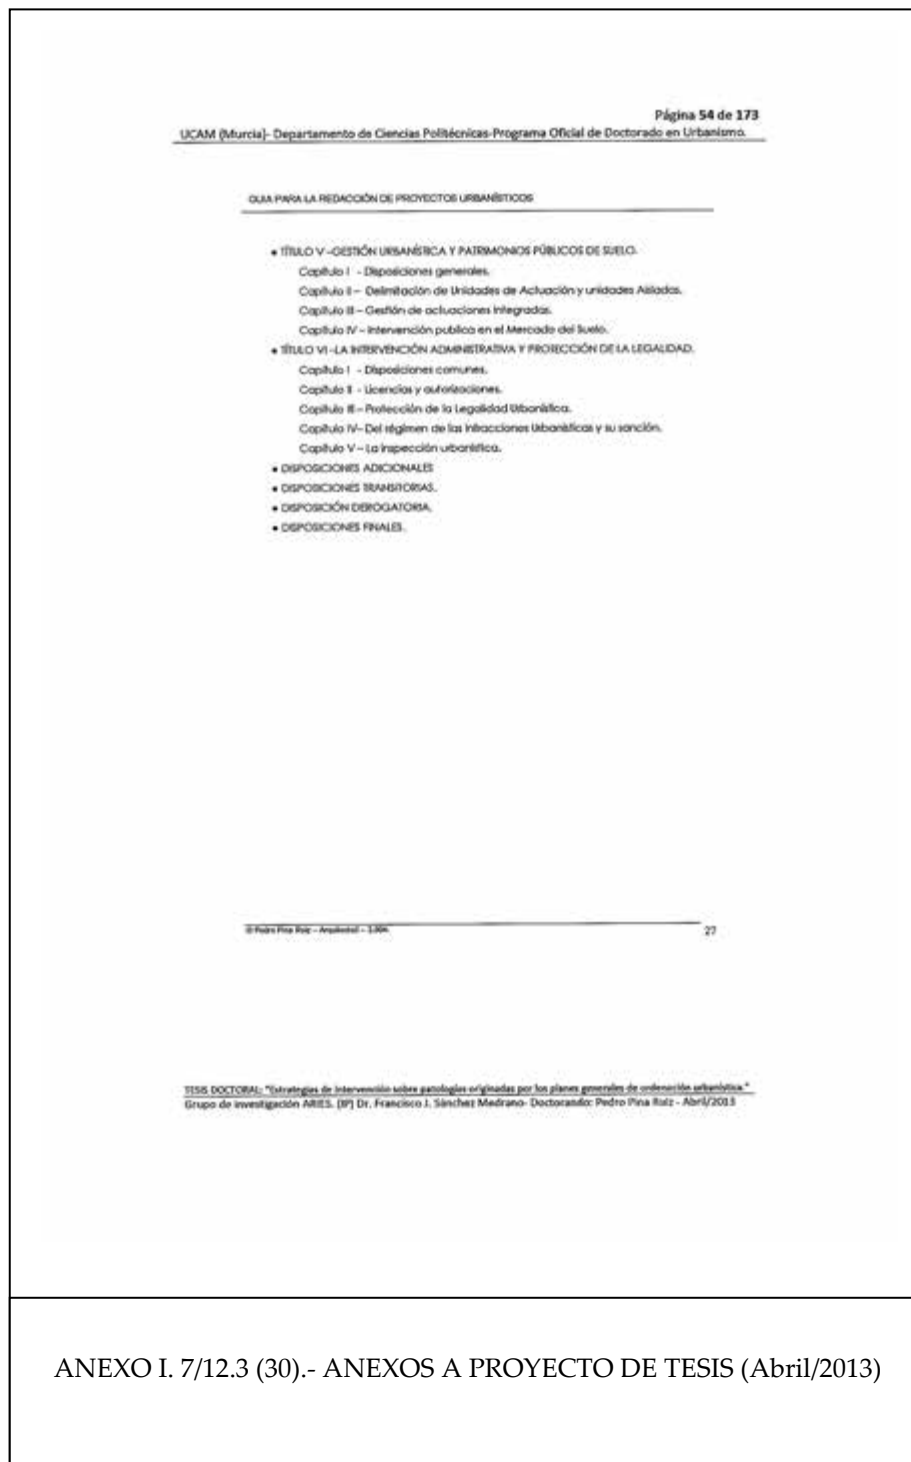 Página 54 de 173
UCAM (Murcia)- Departamento de Ciencias Politécnicas-Programa Oficial de Doctorado en Urbanismo.
GUIA PARA LA REDACCIÓN DE PROYECTOS URBANÍSTICOS
• TÍTULO V –GESTIÓN URBANÍSTICA Y PATRIMONIOS PÚBLICOS DE SUELO.
Capítulo I - Disposiciones generales.
Capítulo II – Delimitación de Unidades de Actuación y unidades Aisladas.
Capítulo III – Gestión de actuaciones integradas.
Capítulo IV – Intervención publica en el Mercado del Suelo.
• TÍTULO VI –LA INTERVENCIÓN ADMINISTRATIVA Y PROTECCIÓN DE LA LEGALIDAD.
Capítulo I - Disposiciones comunes.
Capítulo II - Licencias y autorizaciones.
Capítulo III – Protección de la Legalidad Urbanística.
Capítulo IV– Del régimen de las Infracciones Urbanísticas y su sanción.
Capítulo V – La inspección urbanística.
• DISPOSICIONES ADICIONALES
• DISPOSICIONES TRANSITORIAS.
• DISPOSICIÓN DEROGATORIA.
• DISPOSICIONES FINALES.
© Pedro Pina Ruiz – 27
TESIS DOCTORAL: "Estrategias de intervención sobre patologías originadas por los planes generales de ordenación urbanística."
Grupo de investigación ARIES. (IP) Dr. Francisco J. Sánchez Medrano- Doctorando: Pedro Pina Ruiz - Abril/2013
ANEXO I. 7/12.3 (30).- ANEXOS A PROYECTO DE TESIS (Abril/2013)